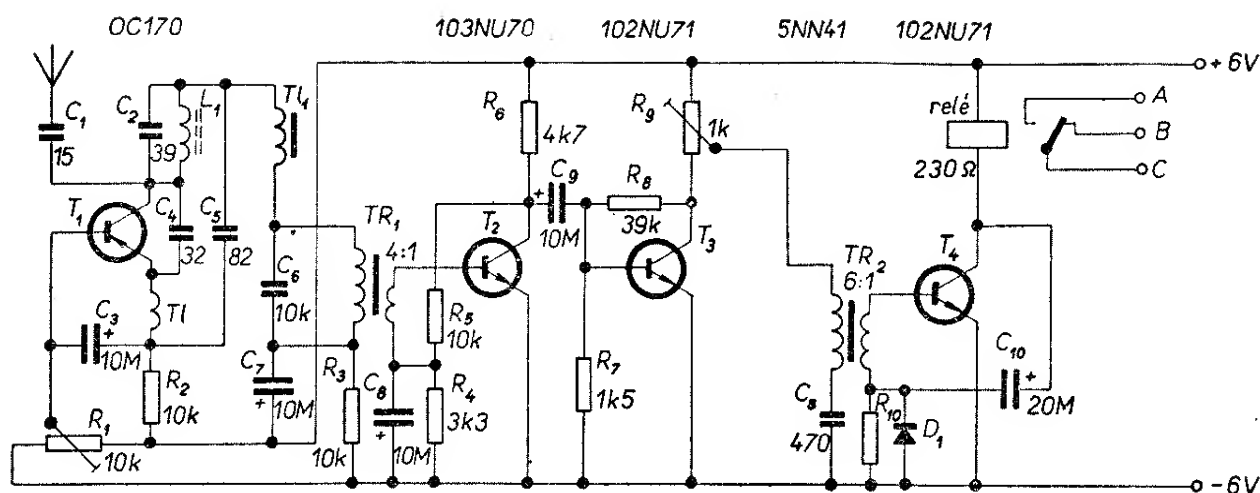 OC170 103NU70 102NU71 5NN41 102NU71
+ 6V
C1
15
C2
39
L1
Tl1
R6
4k7
R9
1k
relé
230 Ω
A
B
C
T1
C4
32
C5
82
C6
10k
TR1
4:1
T2
+
C9
10M
R8
39k
T3
TR2
6:1
T4
Tl
C3
+
10M
R2
10k
C7
+
10M
R3
10k
C8
+
10M
R5
10k
R4
3k3
R7
1k5
C8
470
R10
D1
C10
+
20M
R1
10k
- 6V